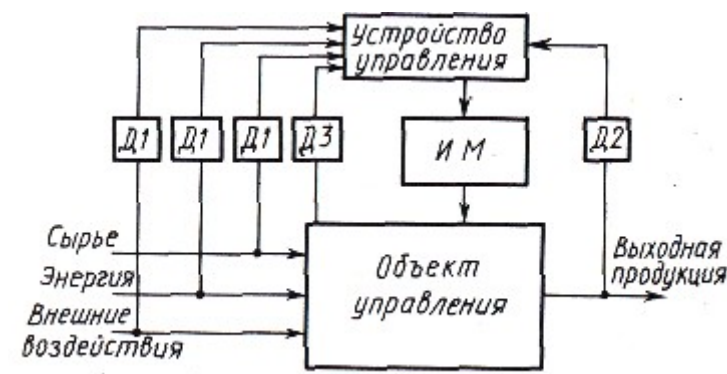 Устройство
управления
Д1
Д1
Д1
Д3
И М
Д2
Сырье
Энергия
Внешние
воздействия
Объект
управления
Выходная
продукция